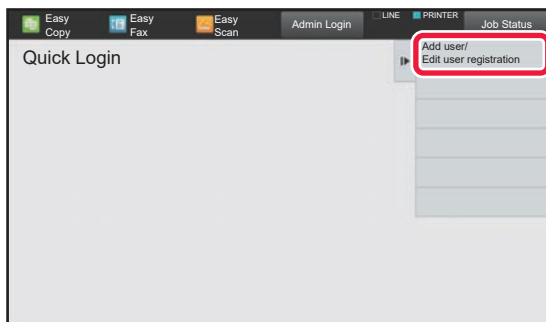 Easy
Copy
Easy
Fax
Easy
Scan
Admin Login
LINE
PRINTER
Job Status
Quick Login
Add user/
Edit user registration